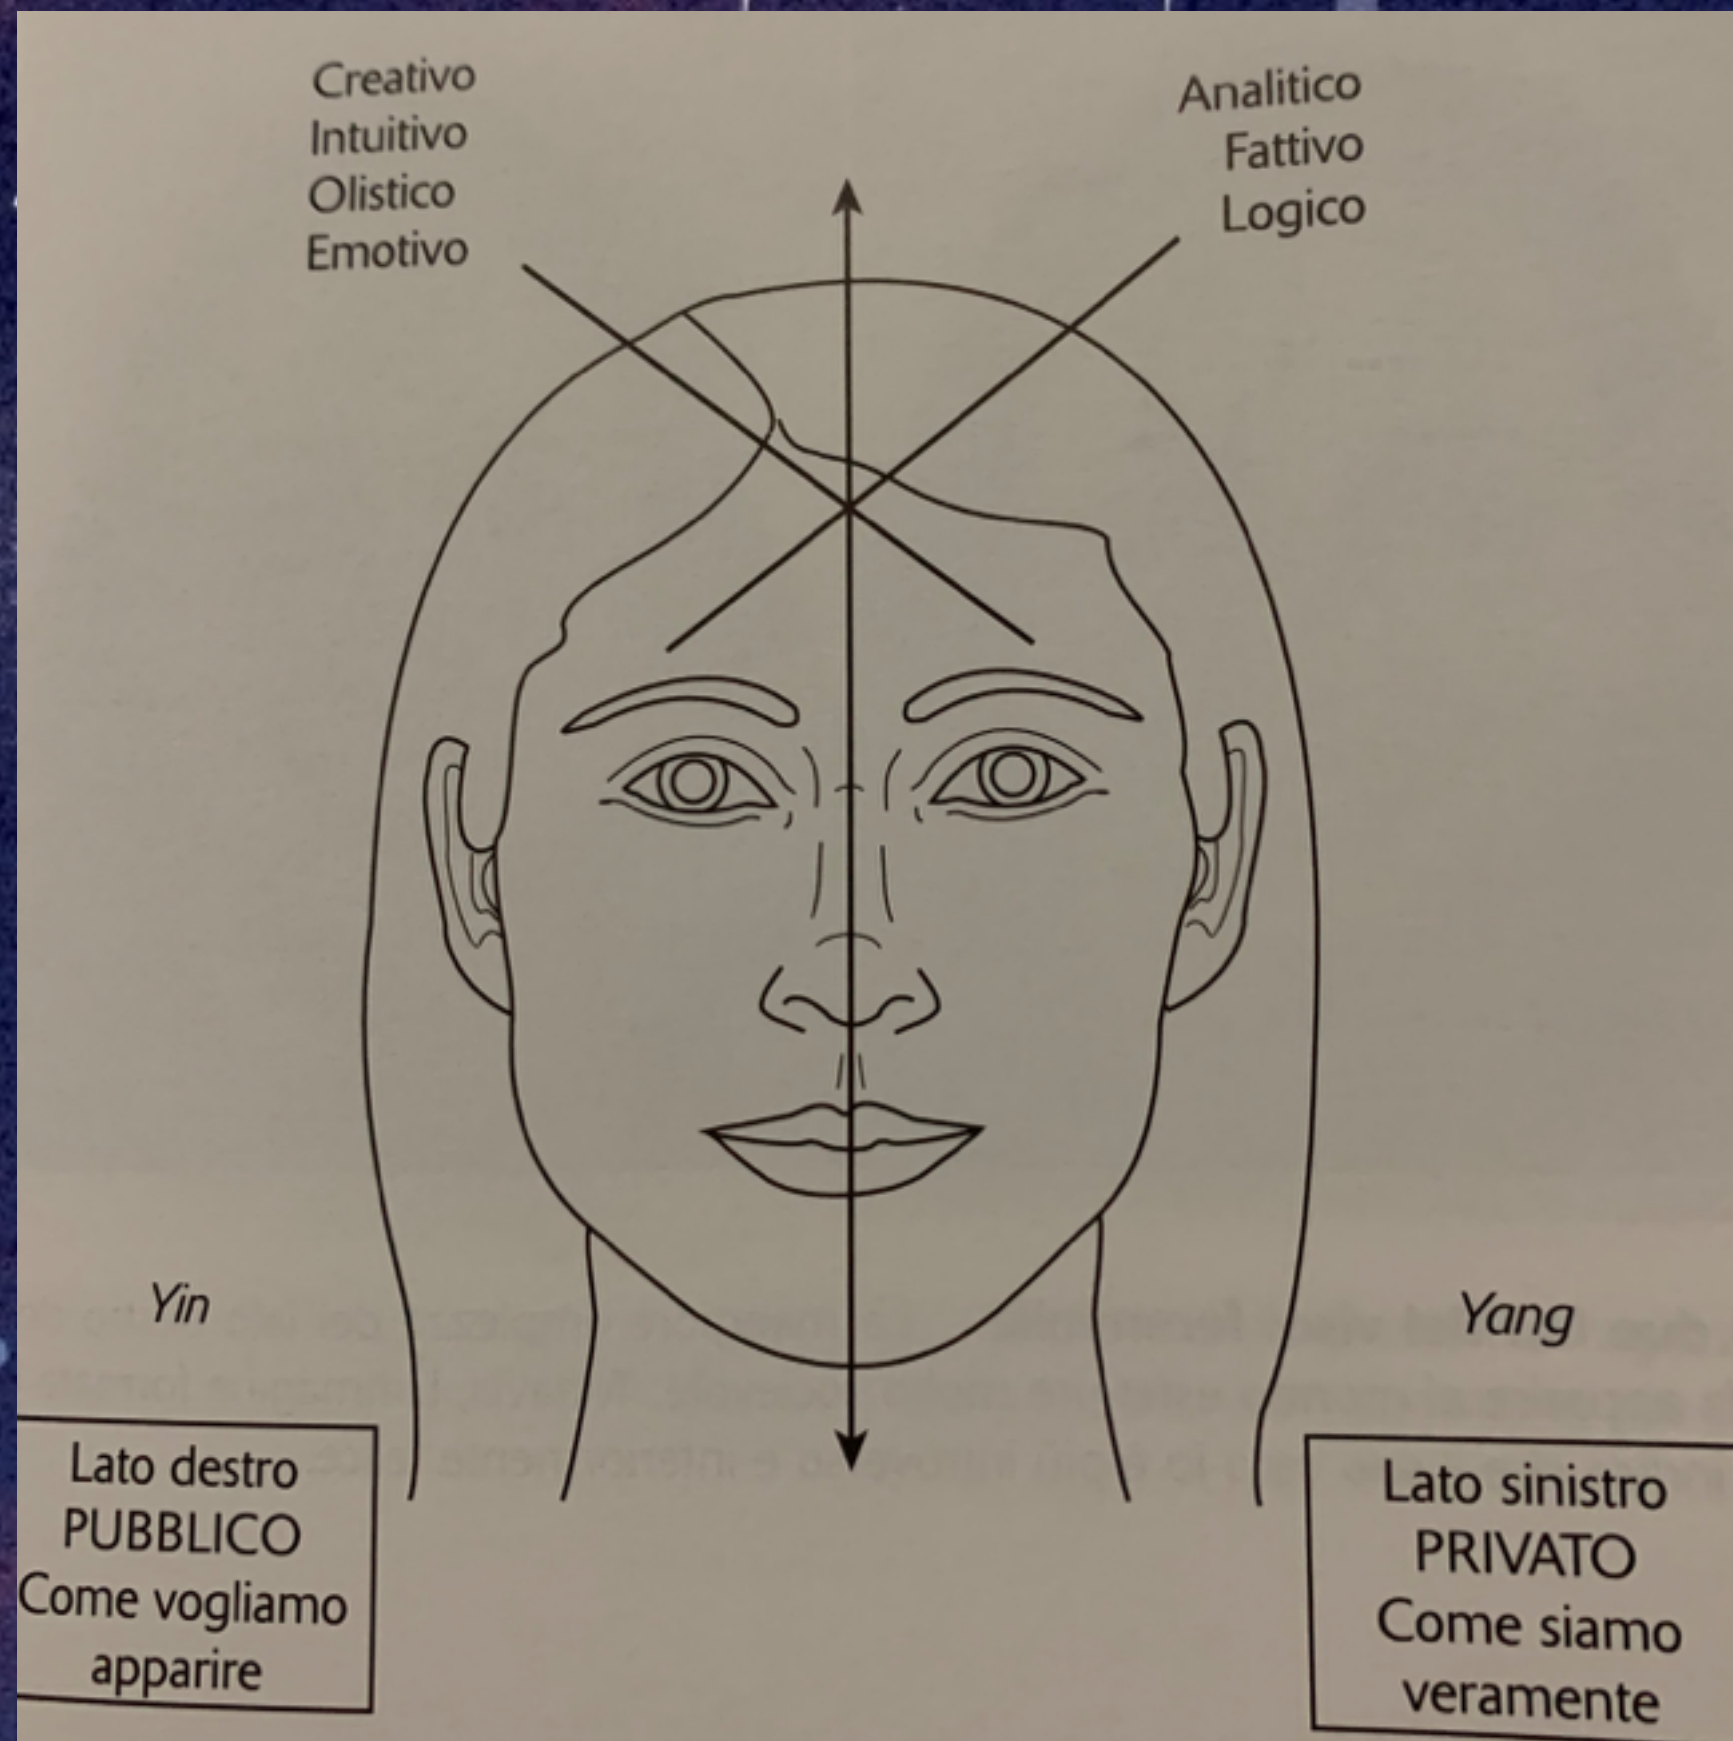 Creativo
Intuitivo
Olistico
Emotivo
Analitico
Fattivo
Logico
Yin
Yang
Lato destro
PUBBLICO
Come vogliamo
apparire
Lato sinistro
PRIVATO
Come siamo
veramente